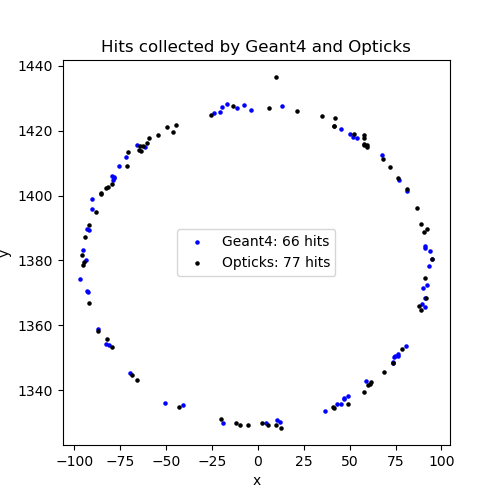 Hits collected by Geant4 and Opticks
1440
1420
1400
1380
1360
1340
y
Geant4: 66 hits
Opticks: 77 hits
−100 −75 −50 −25 0 25 50 75 100
x